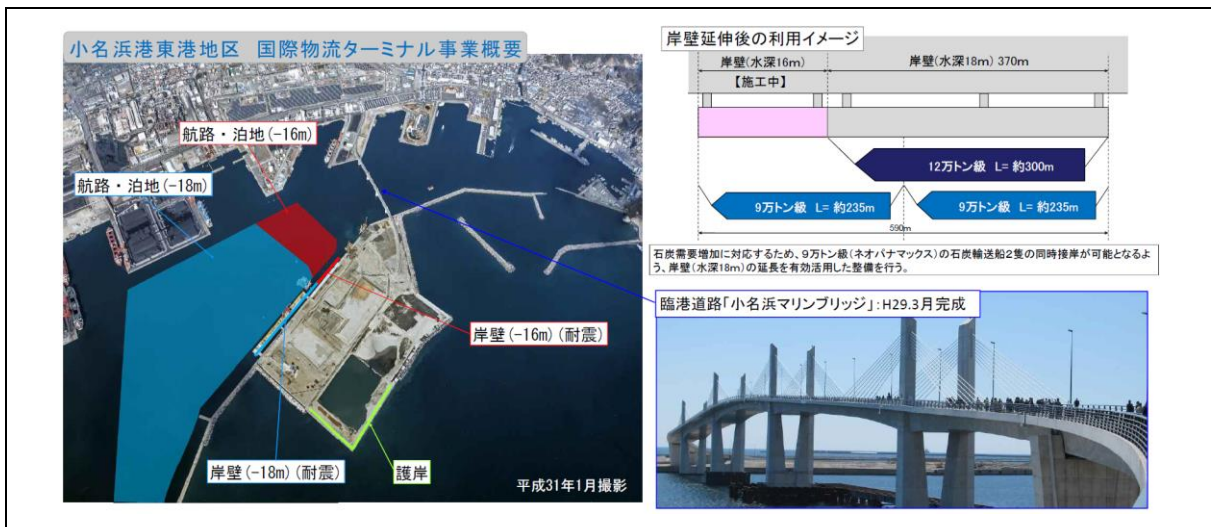 小名浜港東港地区 国際物流ターミナル事業概要
航路・泊地(-16m)
航路・泊地(-18m)
岸壁(-16m)(耐震)
岸壁(-18m)(耐震)
護岸
平成31年1月撮影
岸壁延伸後の利用イメージ
岸壁(水深16m)
岸壁(水深18m) 370m
【施工中】
12万トン級 L= 約300m
9万トン級 L= 約235m
9万トン級 L= 約235m
590m
石炭需要増加に対応するため、9万トン級(ネオパナマックス)の石炭輸送船2隻の同時接岸が可能となるよ
う、岸壁(水深18m)の延長を有効活用した整備を行う。
臨港道路「小名浜マリンブリッジ」:H29.3月完成